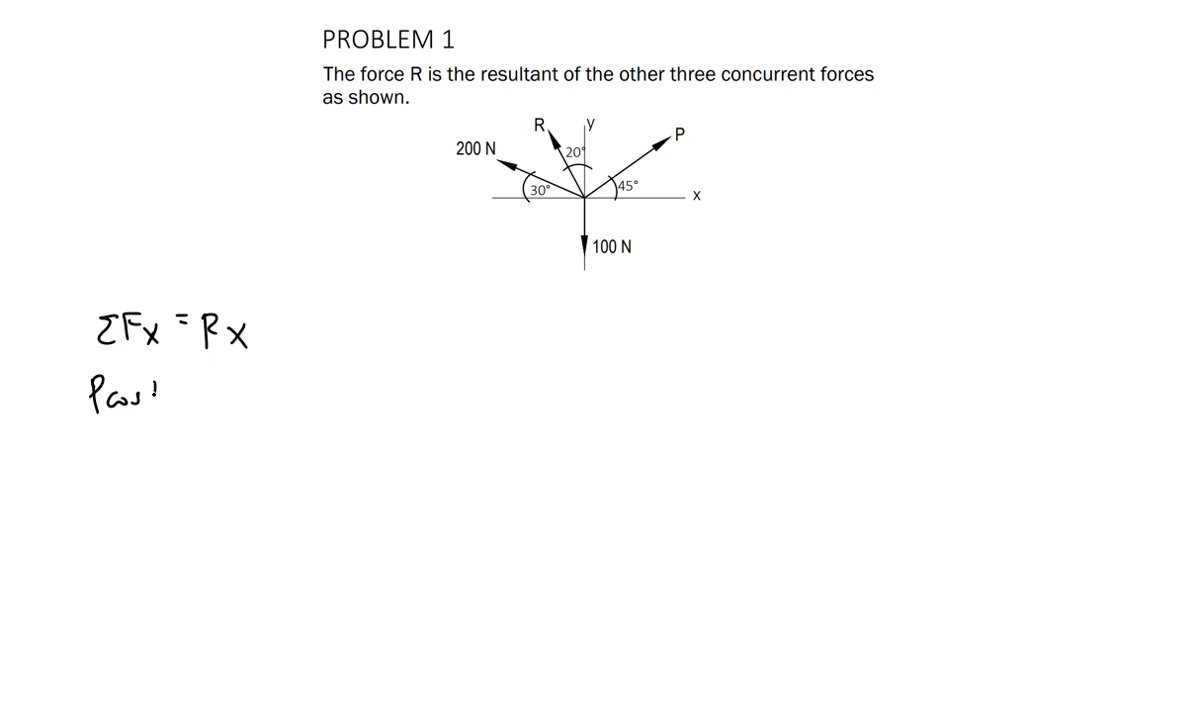 PROBLEM 1
The force R is the resultant of the other three concurrent forces
as shown.
R
y
P
200 N
20°
30°
45°
x
100 N
ΣFx = Rx
Pcos